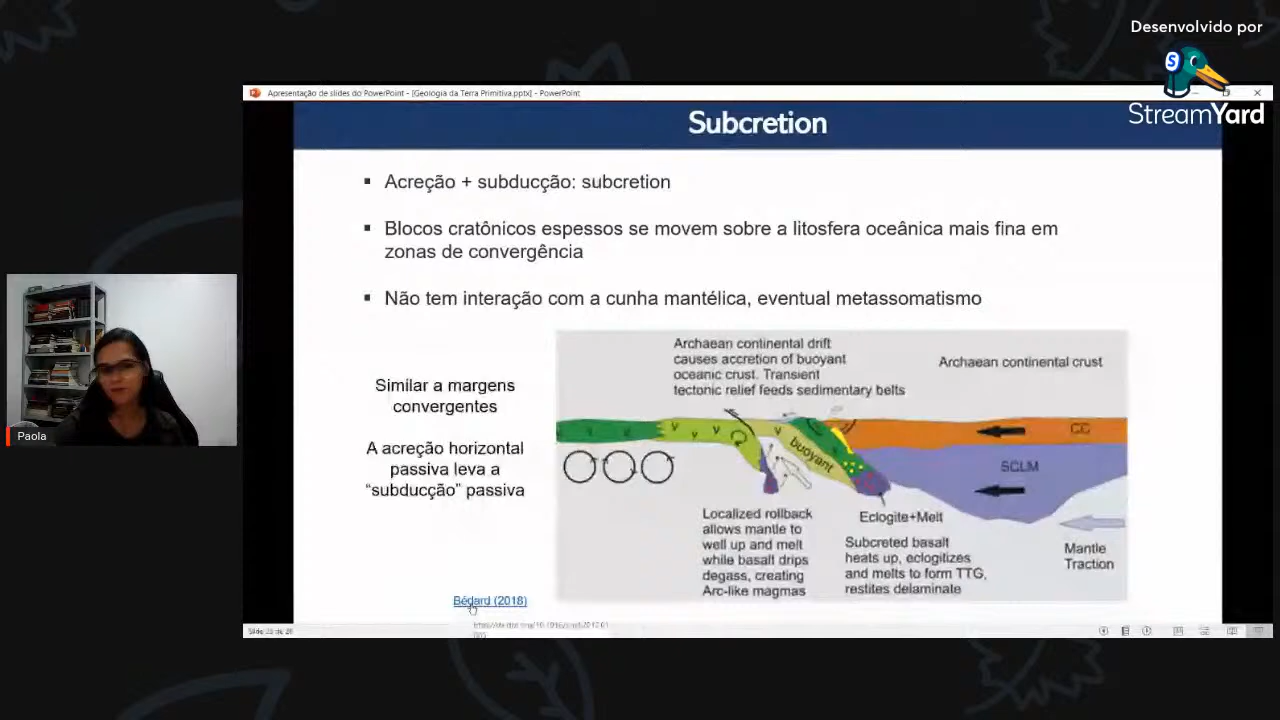 Desenvolvido por
StreamYard
Apresentação de slides do PowerPoint - [Geologia da Terra Primitiva.pptx] - PowerPoint
Subcretion
Acreção + subducção: subcretion
Blocos cratônicos espessos se movem sobre a litosfera oceânica mais fina em
zonas de convergência
Não tem interação com a cunha mantélica, eventual metassomatismo
Similar a margens
convergentes
A acreção horizontal
passiva leva a
“subducção” passiva
Archaean continental drift
causes accretion of buoyant
oceanic crust. Transient
tectonic relief feeds sedimentary belts
Archaean continental crust
CC
SCLM
buoyant
Eclogite+Melt
Localized rollback
allows mantle to
well up and melt
while basalt drips
degass, creating
Arc-like magmas
Subcreted basalt
heats up, eclogitizes
and melts to form TTG,
restites delaminate
Mantle
Traction
Bédard (2018)
Paola